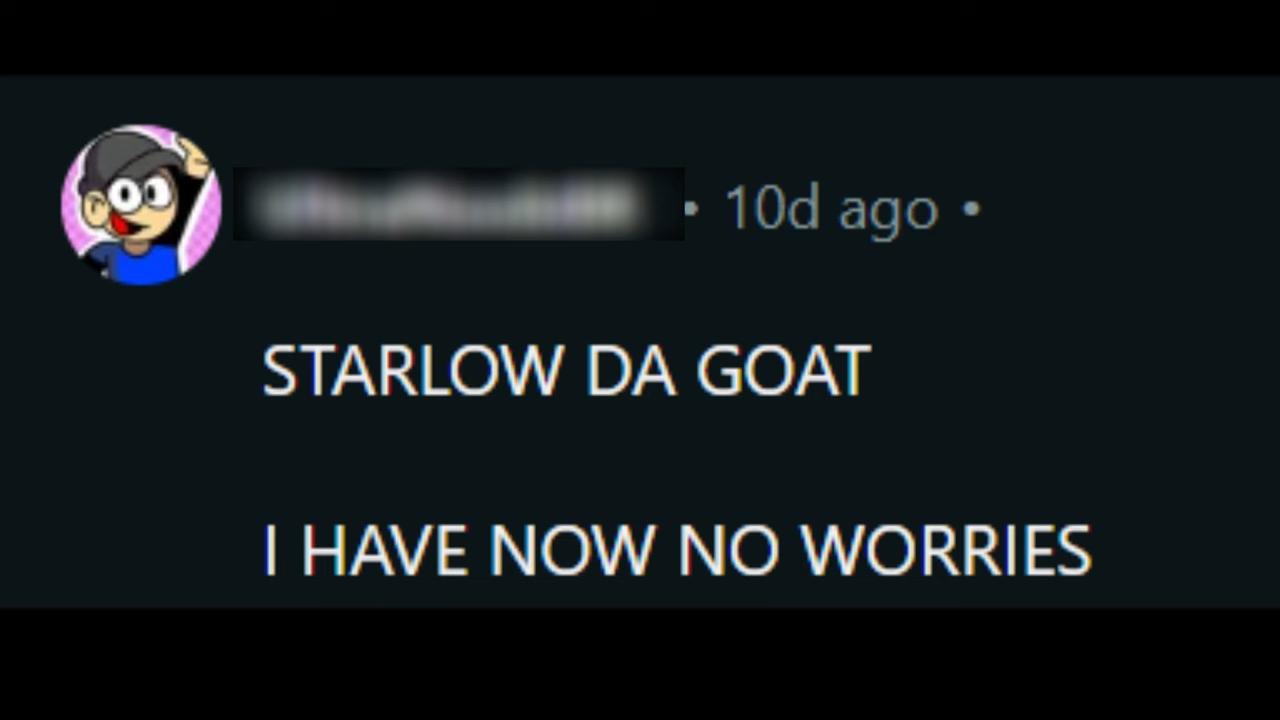 • 10d ago •
STARLOW DA GOAT
I HAVE NOW NO WORRIES